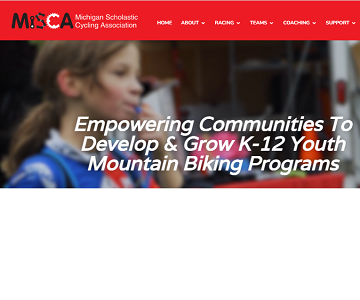 MiSCA Michigan Scholastic
Cycling Association
HOME ABOUT RACING TEAMS COACHING SUPPORT
Empowering Communities To
Develop & Grow K-12 Youth
Mountain Biking Programs